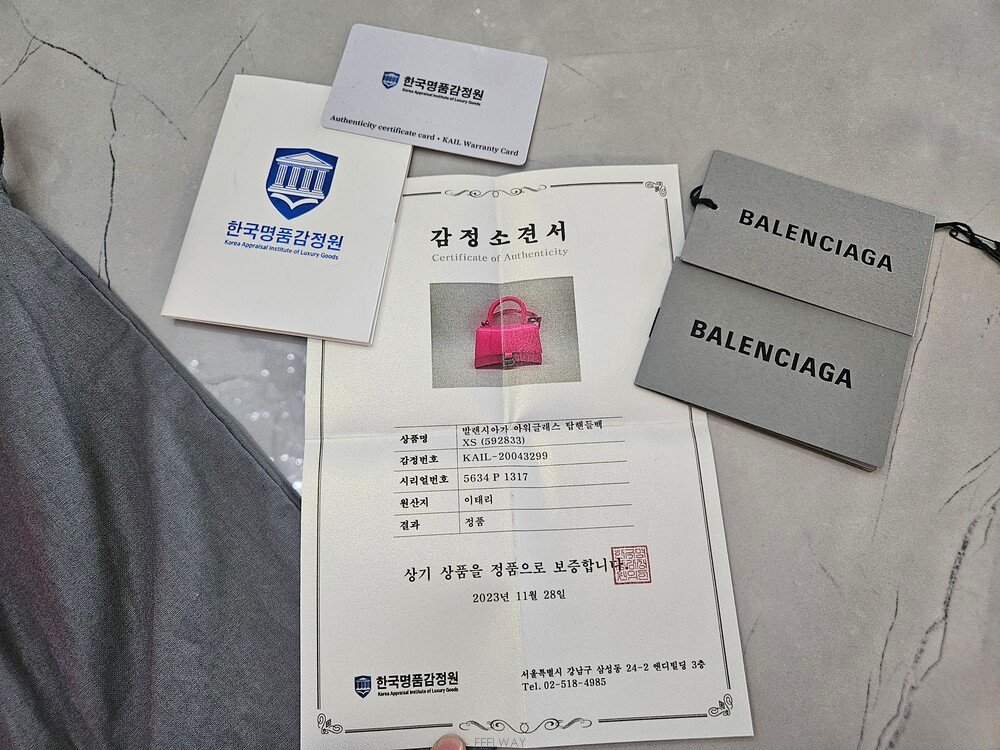 한국명품감정원
Korea Appraisal Institute of Luxury Goods
Authenticity certificate card • KAIL Warranty Card
한국명품감정원
Korea Appraisal Institute of Luxury Goods
감정소견서
Certificate of Authenticity
상품명 발렌시아가 아워글래스 탑핸들백
XS (592833)
감정번호 KAIL-20043299
시리얼번호 5634 P 1317
원산지 이태리
결과 정품
상기 상품을 정품으로 보증합니다.
2023년 11월 28일
한국명품감정원
Korea Appraisal Institute of Luxury Goods
서울특별시 강남구 삼성동 24-2 앤디빌딩 3층
Tel. 02-518-4985
BALENCIAGA
BALENCIAGA
FEELWAY